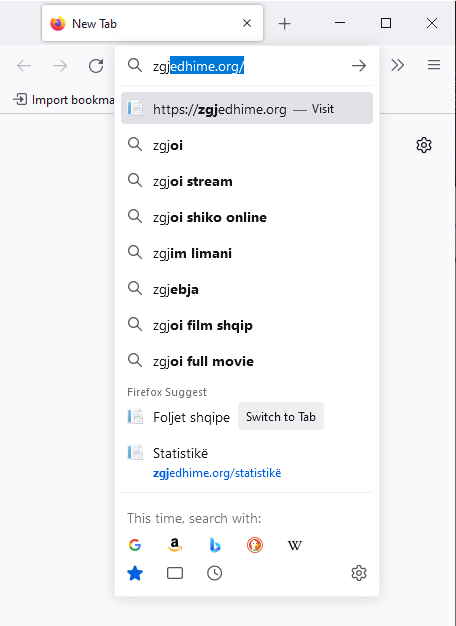 New Tab
zgjedhime.org/
Import bookma
https://zgjedhime.org — Visit
zgjoi
zgjoi stream
zgjoi shiko online
zgjim limani
zgjebja
zgjoi film shqip
zgjoi full movie
Firefox Suggest
Foljet shqipe Switch to Tab
Statistikë
zgjedhime.org/statistikë
This time, search with: